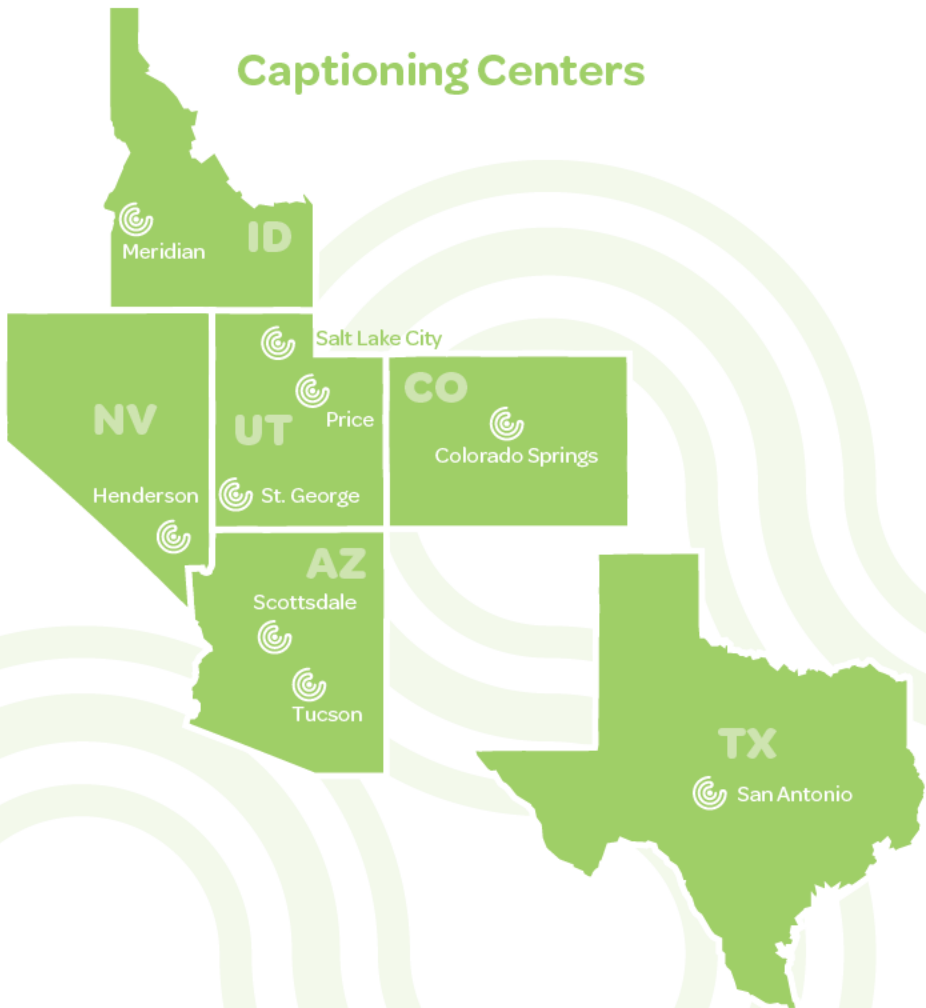 Captioning Centers
ID
Meridian
Salt Lake City
NV
UT
Price
CO
Colorado Springs
Henderson
St. George
AZ
Scottsdale
Tucson
TX
San Antonio